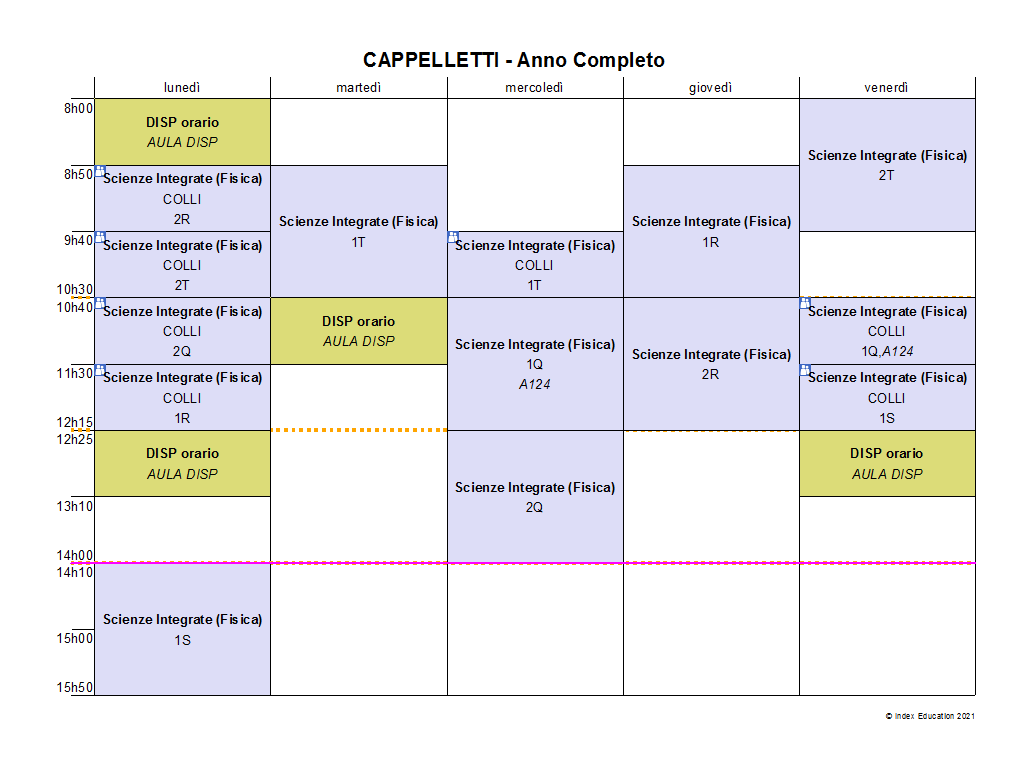 CAPPELLETTI - Anno Completo
lunedì martedì mercoledì giovedì venerdì
8h00
8h50
9h40
10h30
10h40
11h30
12h15
12h25
13h10
14h00
14h10
15h00
15h50
DISP orario
AULA DISP
Scienze Integrate (Fisica)
COLLI
2R
Scienze Integrate (Fisica)
COLLI
2T
Scienze Integrate (Fisica)
COLLI
2Q
Scienze Integrate (Fisica)
COLLI
1R
DISP orario
AULA DISP
Scienze Integrate (Fisica)
1S
Scienze Integrate (Fisica)
1T
DISP orario
AULA DISP
Scienze Integrate (Fisica)
COLLI
1T
Scienze Integrate (Fisica)
1Q
A124
Scienze Integrate (Fisica)
2Q
Scienze Integrate (Fisica)
1R
Scienze Integrate (Fisica)
2R
Scienze Integrate (Fisica)
2T
Scienze Integrate (Fisica)
COLLI
1Q,A124
Scienze Integrate (Fisica)
COLLI
1S
DISP orario
AULA DISP
© Index Education 2021